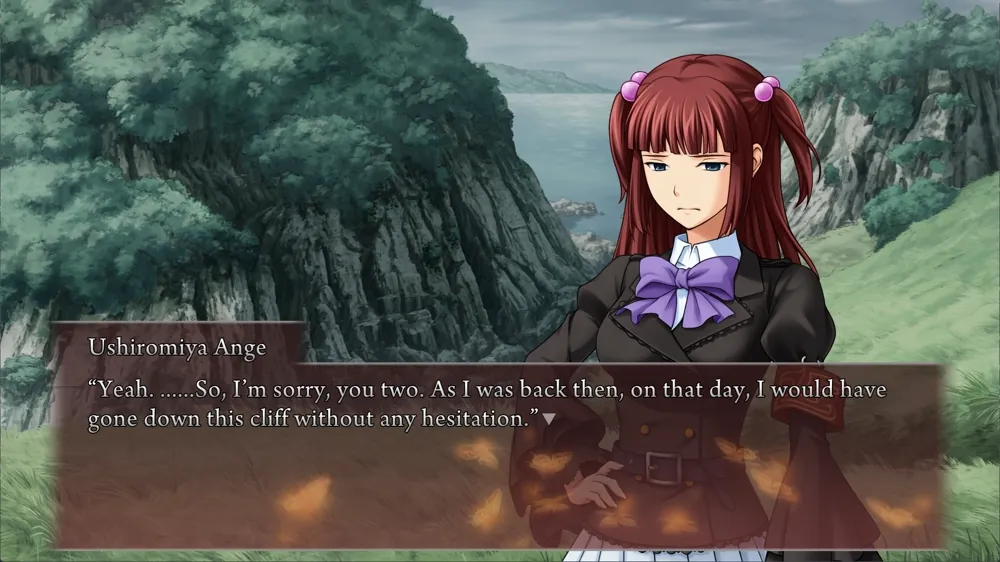 Ushiromiya Ange
“Yeah. ......So, I’m sorry, you two. As I was back then, on that day, I would have
gone down this cliff without any hesitation.”